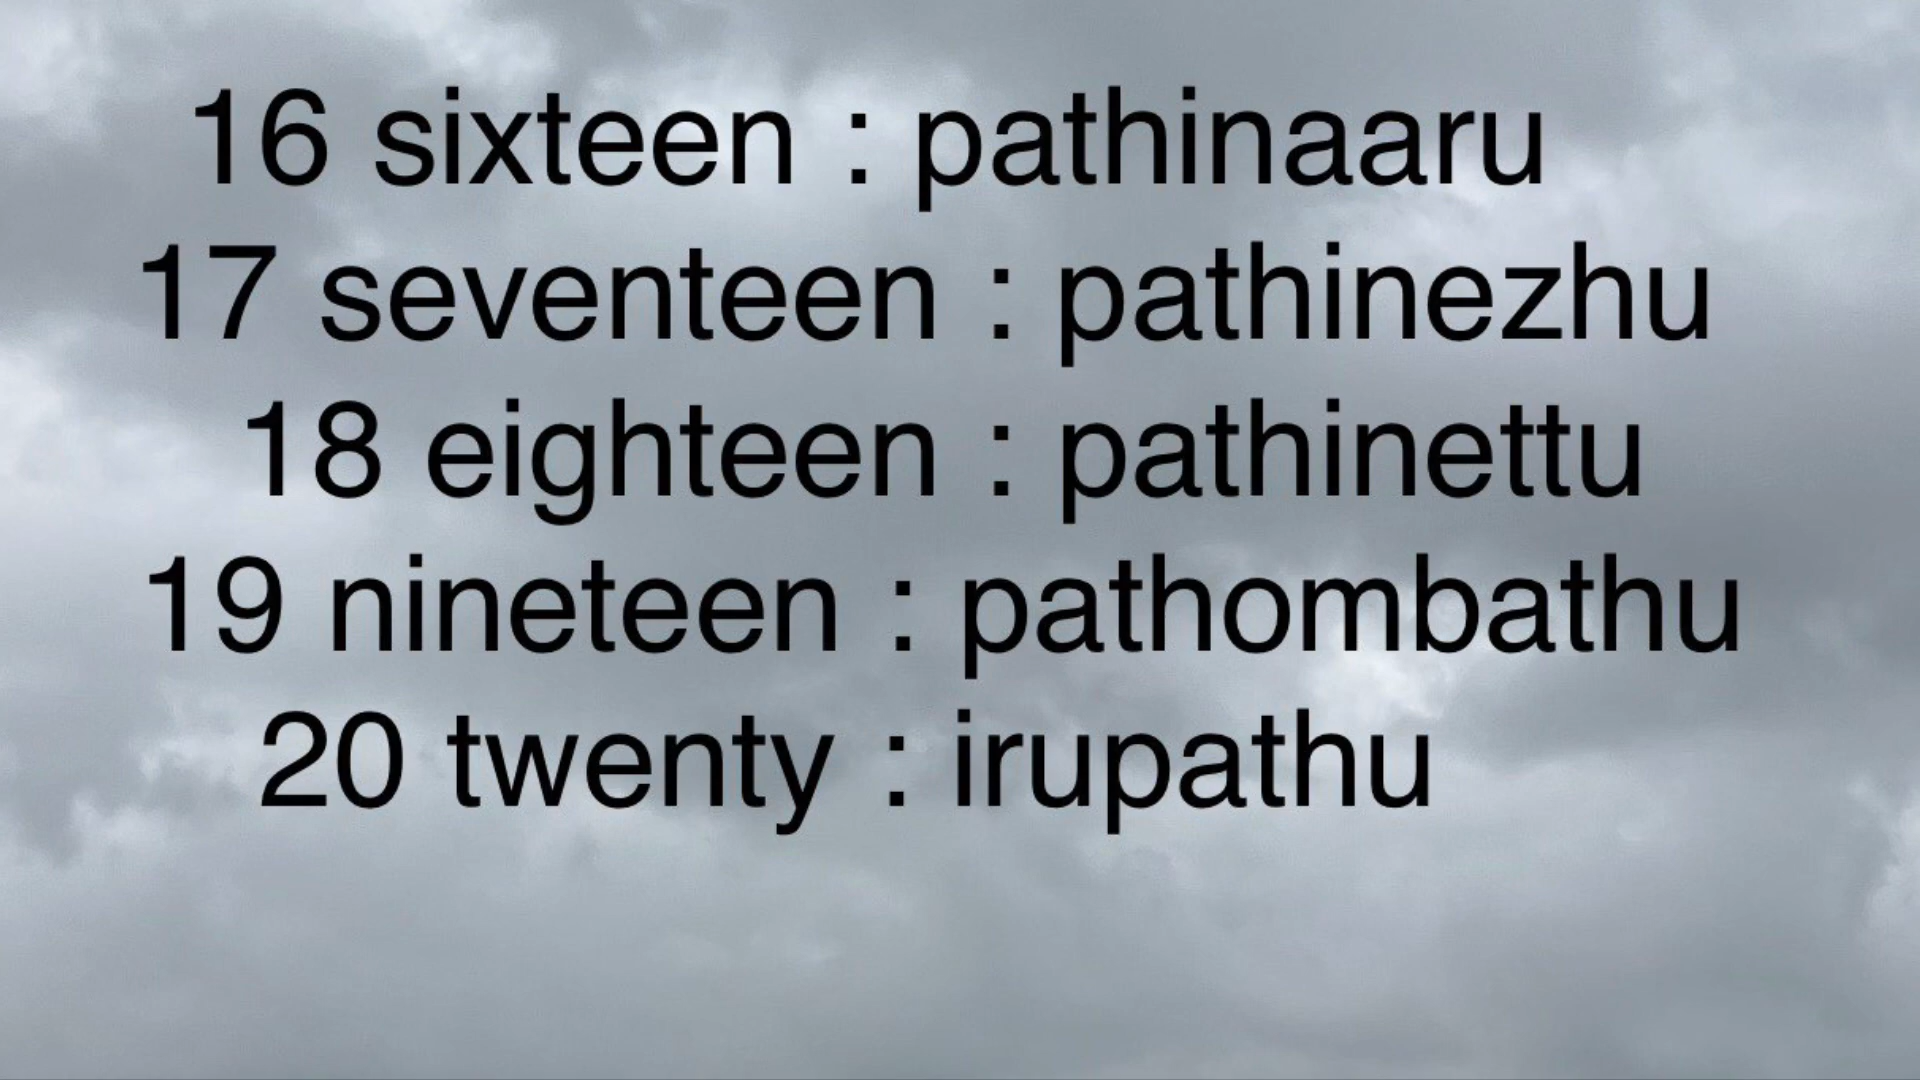 16 sixteen : pathinaaru
17 seventeen : pathinezhu
18 eighteen : pathinettu
19 nineteen : pathombathu
20 twenty : irupathu